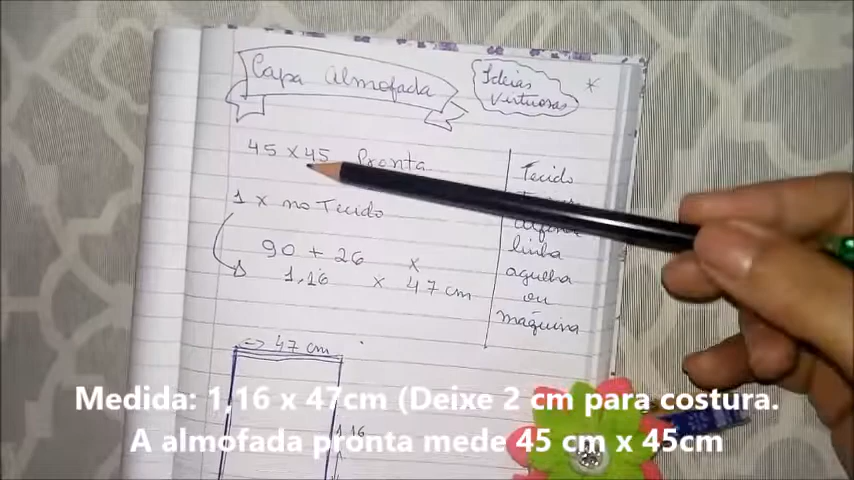 Capa Almofada
Ideias
virtuosas
45 x 45 Pronta
1 x no Tecido
90 + 26 x
1,16 x 47 cm
Tecido
linha
agulha
ou
máquina
47 cm
1,16
Medida: 1,16 x 47cm (Deixe 2 cm para costura.
A almofada pronta mede 45 cm x 45cm